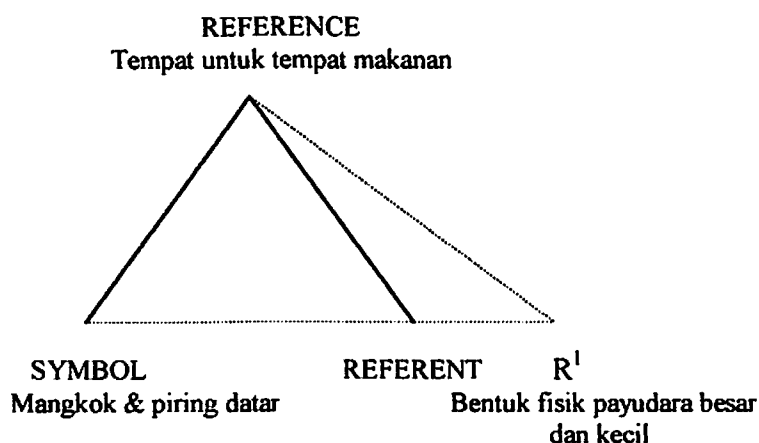 REFERENCE
Tempat untuk tempat makanan
SYMBOL REFERENT R¹
Mangkok & piring datar Bentuk fisik payudara besar
dan kecil